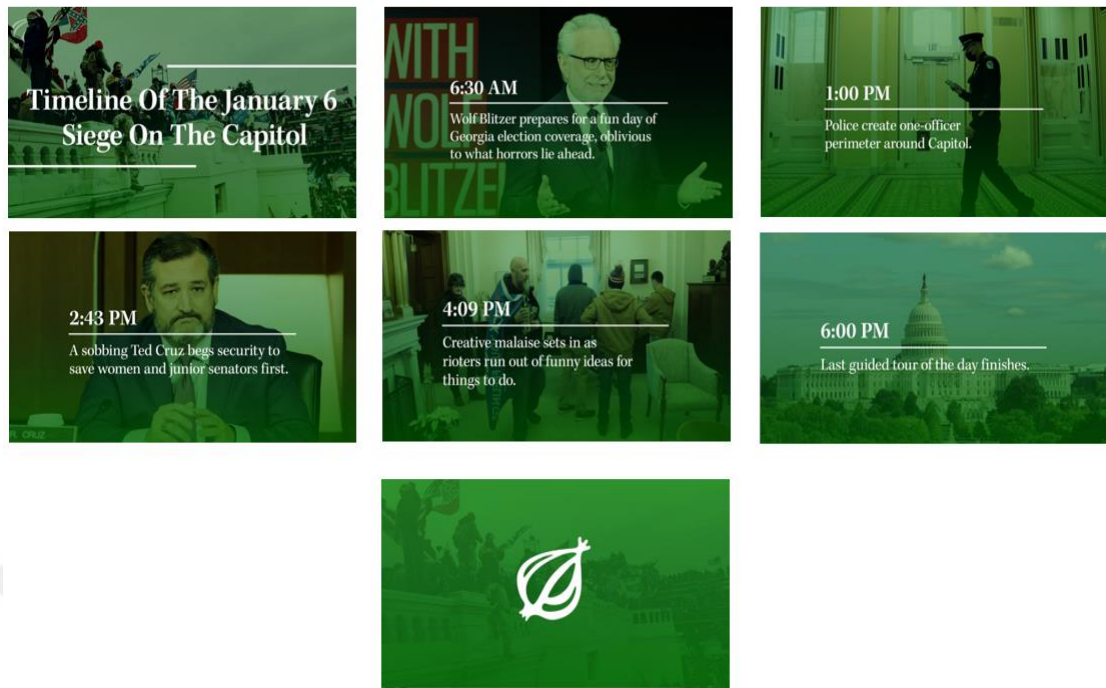 Timeline Of The January 6
Siege On The Capitol
WITH
WOLF
BLITZE
6:30 AM
Wolf Blitzer prepares for a fun day of
Georgia election coverage, oblivious
to what horrors lie ahead.
1:00 PM
Police create one-officer
perimeter around Capitol.
2:43 PM
A sobbing Ted Cruz begs security to
save women and junior senators first.
CRUZ
4:09 PM
Creative malaise sets in as
rioters run out of funny ideas for
things to do.
6:00 PM
Last guided tour of the day finishes.